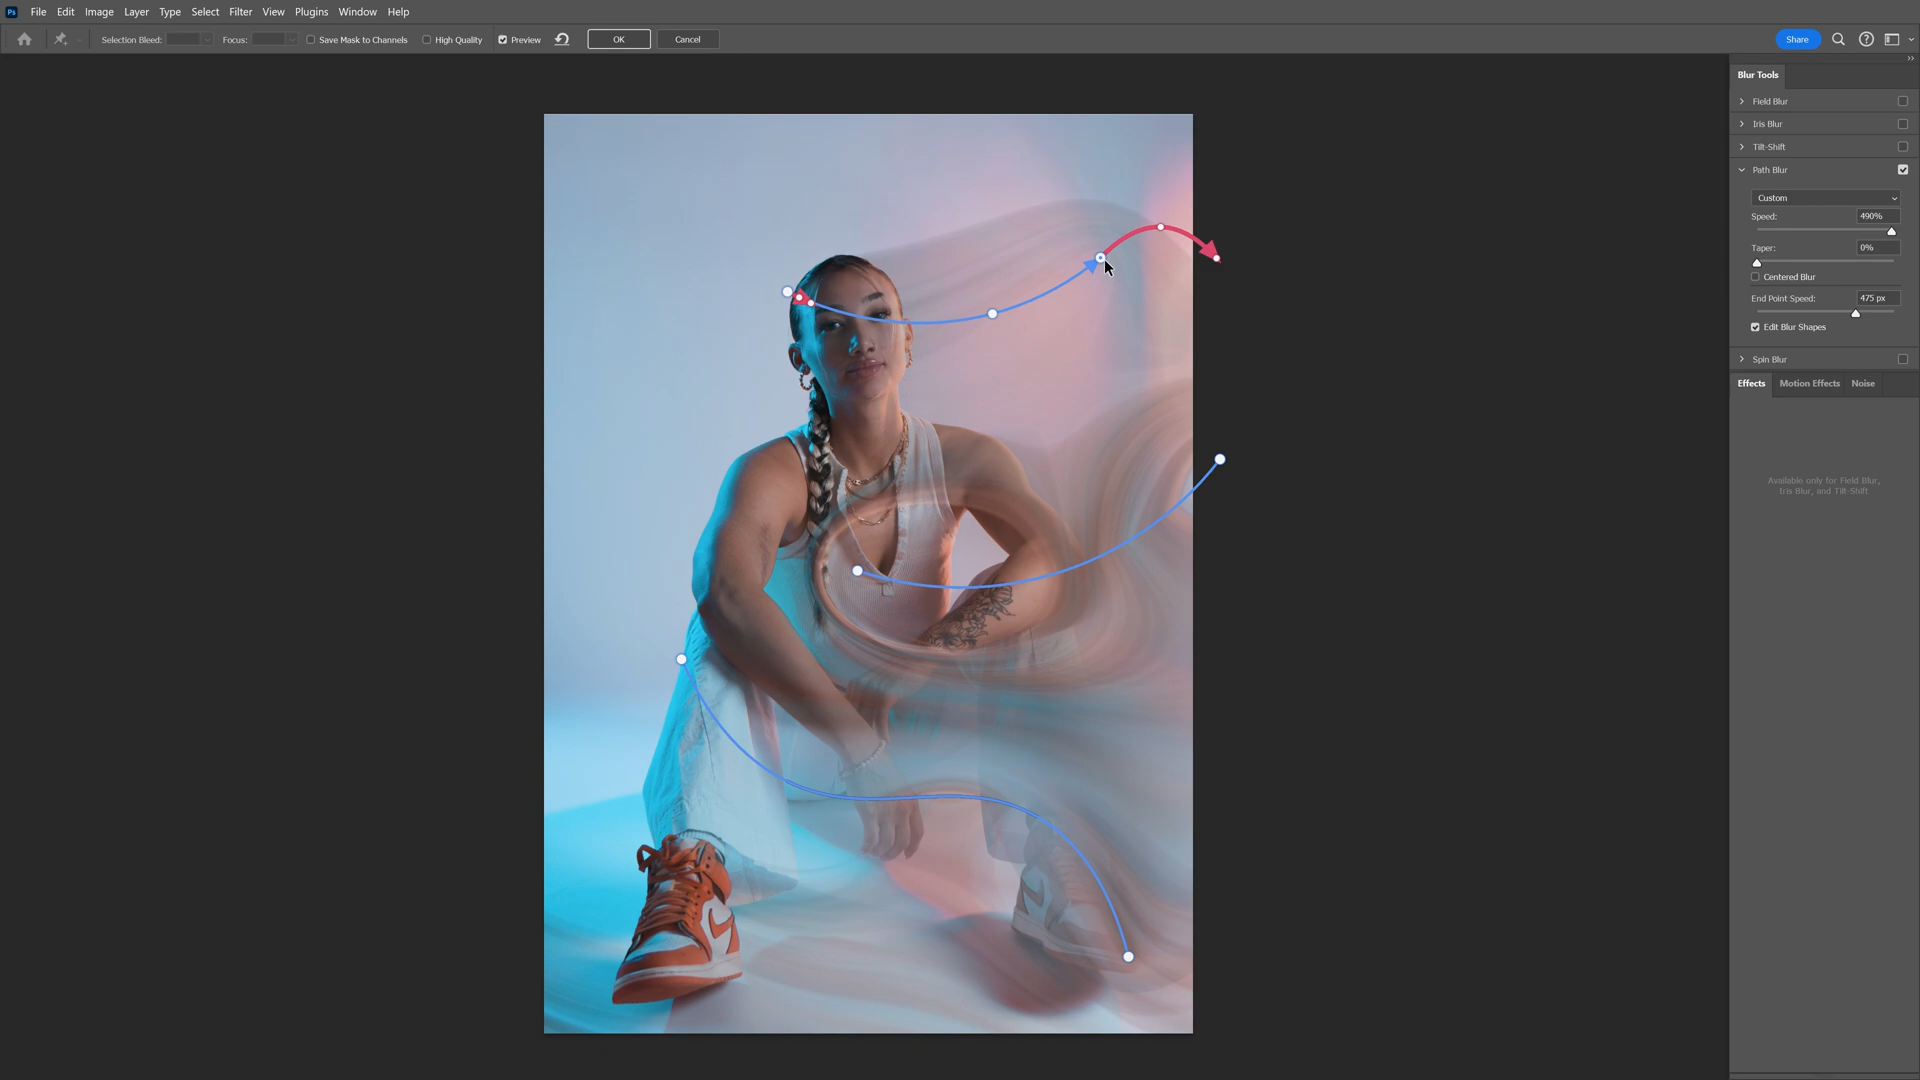 Ps File Edit Image Layer Type Select Filter View Plugins Window Help
Selection Bleed: Focus: Save Mask to Channels High Quality Preview OK Cancel Share
Blur Tools
Field Blur
Iris Blur
Tilt-Shift
Path Blur
Custom
Speed: 490%
Taper: 0%
Centered Blur
End Point Speed: 475 px
Edit Blur Shapes
Spin Blur
Effects Motion Effects Noise
Available only for Field Blur,
Iris Blur, and Tilt-Shift